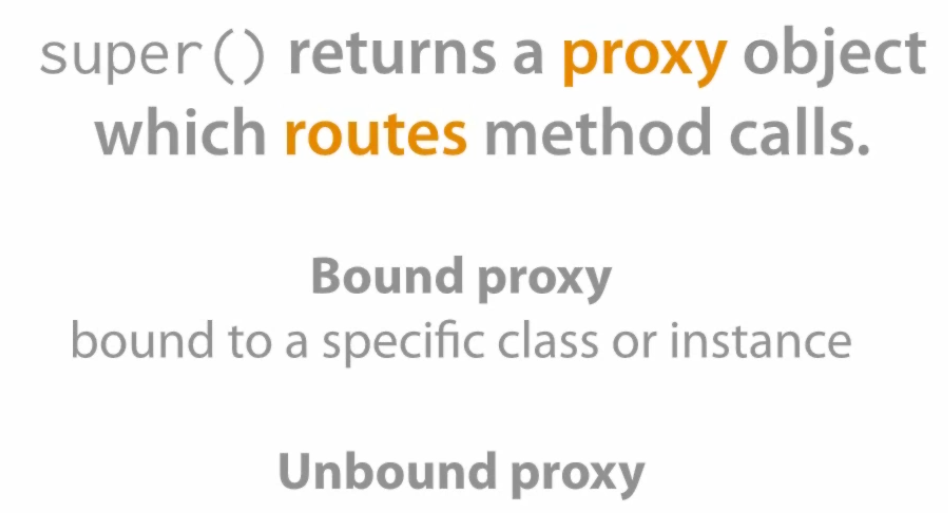 super() returns a proxy object
which routes method calls.
Bound proxy
bound to a specific class or instance
Unbound proxy